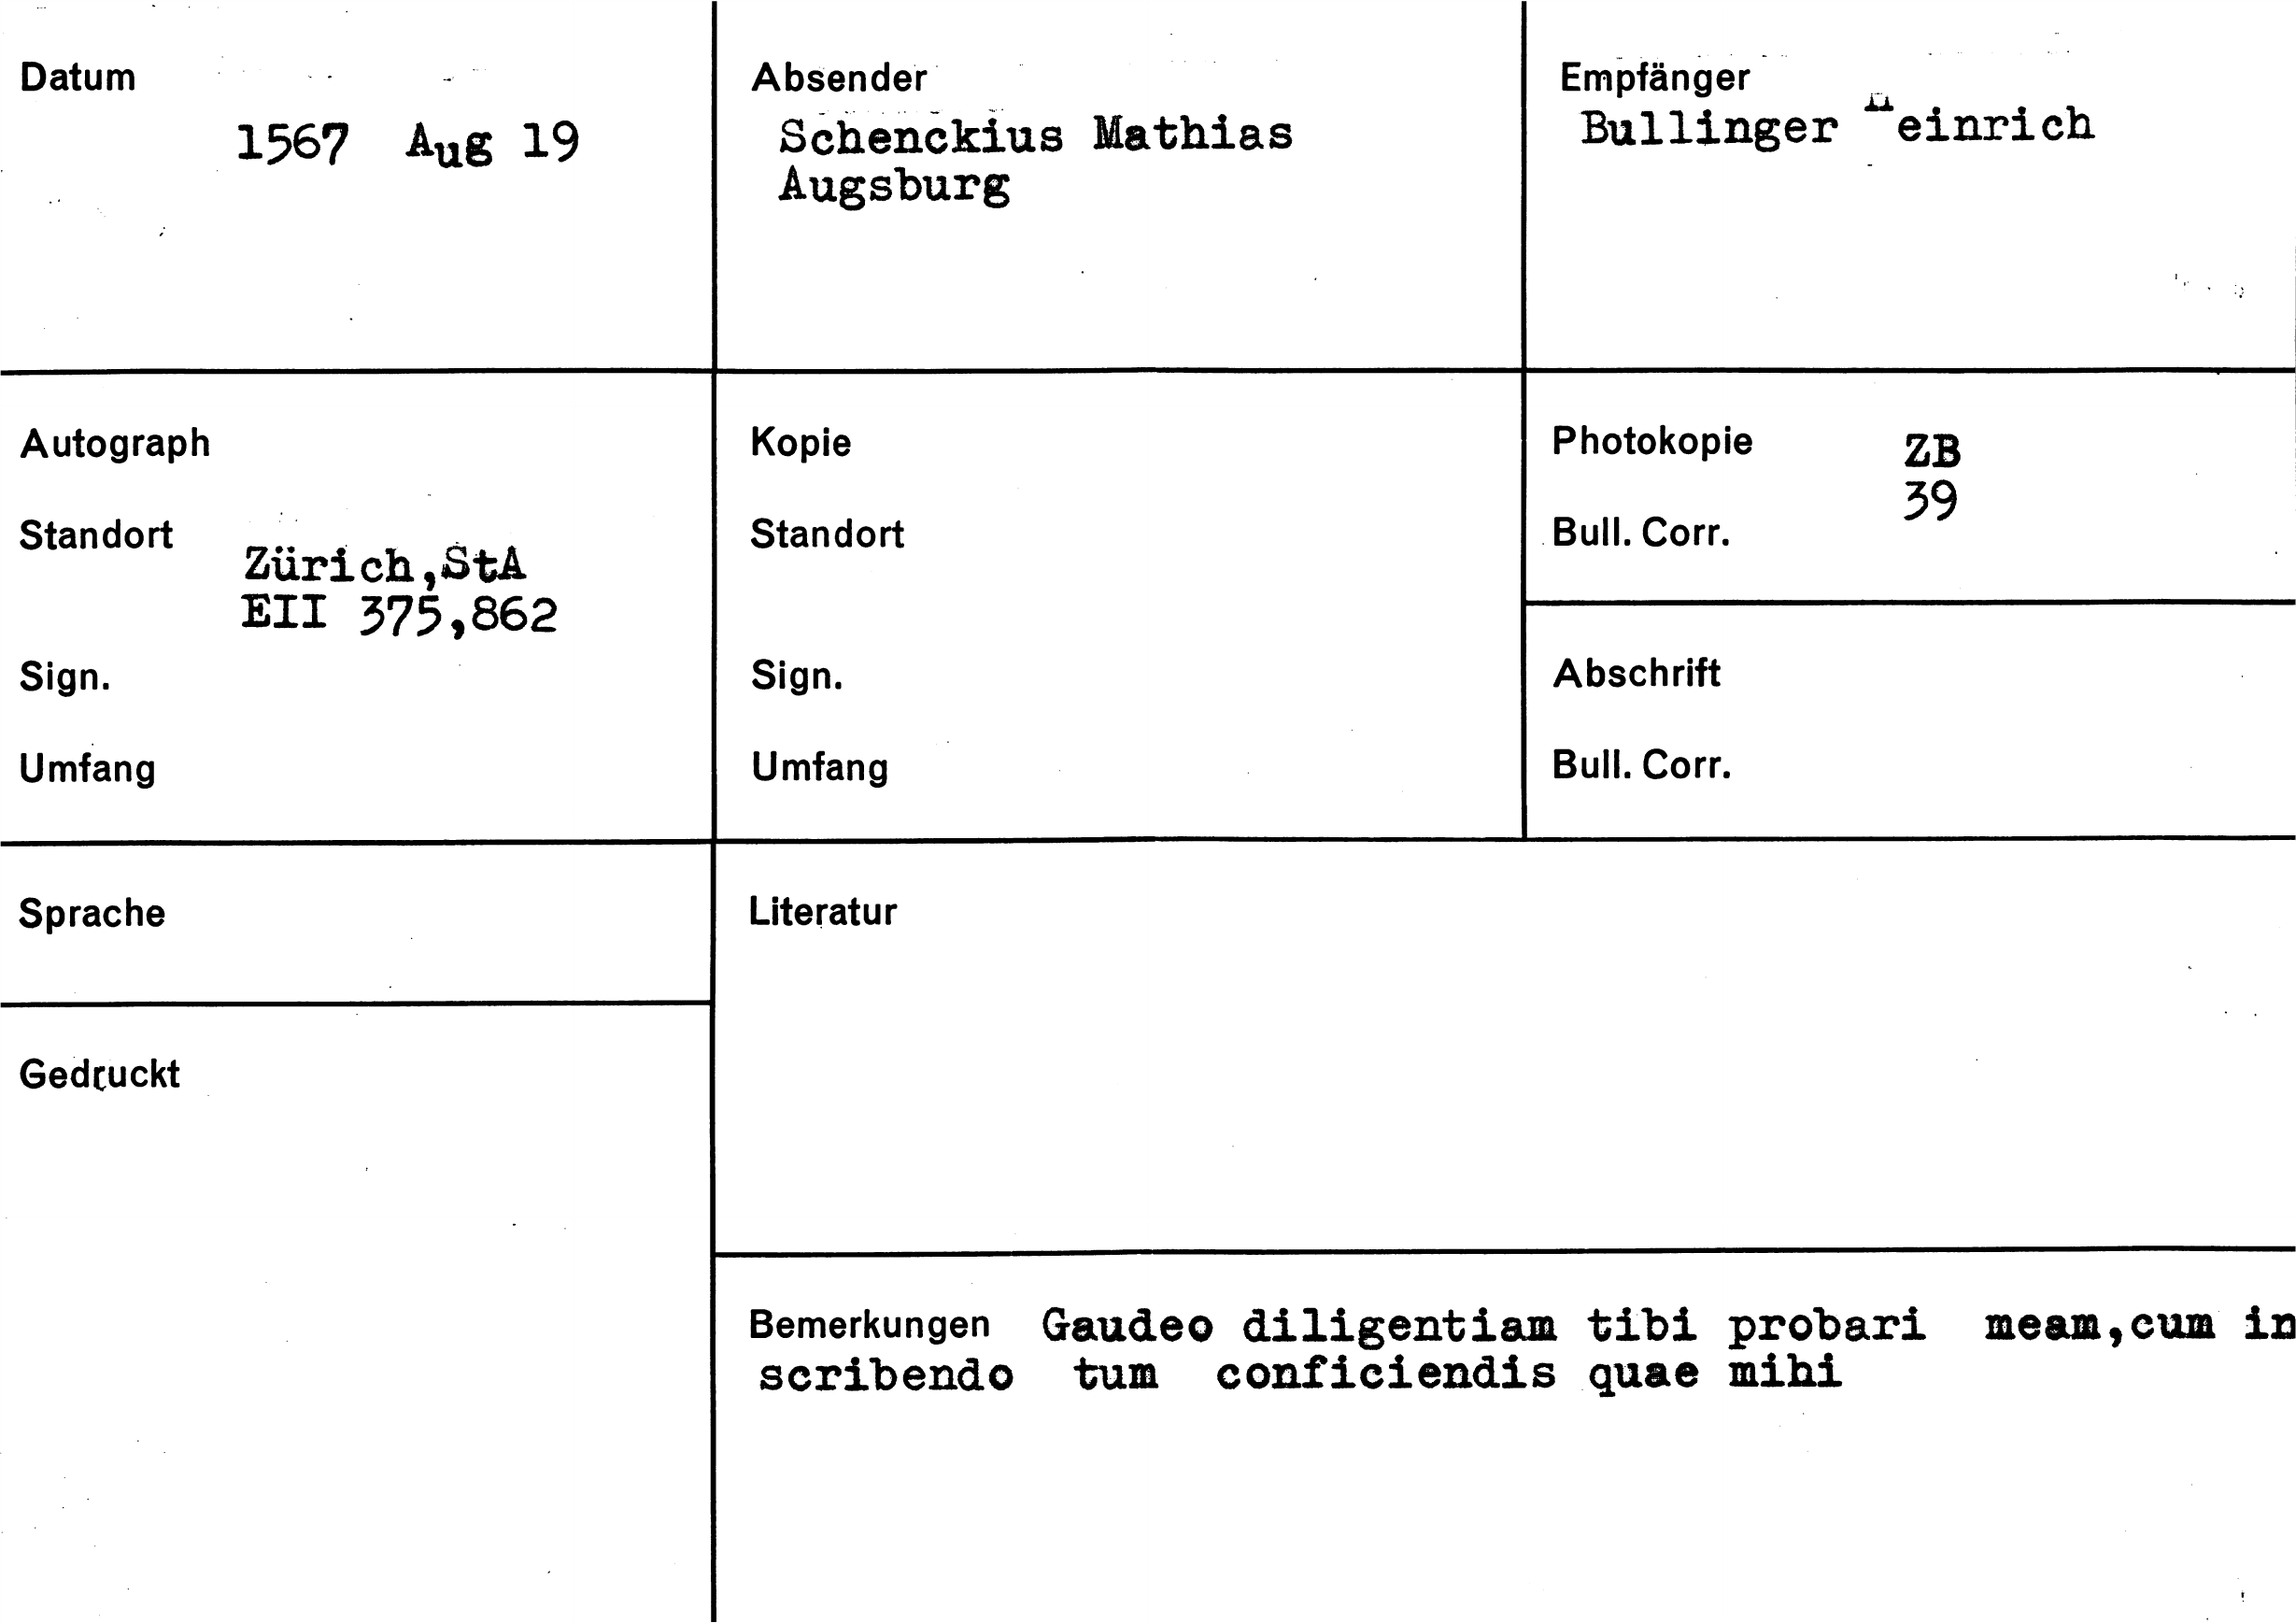 Datum
1567 Aug 19
Absender
Schenckius Mathias
Augsburg
Empfänger
Bullinger Heinrich
Autograph
Standort
Zürich,StA
EII 375,862
Sign.
Umfang
Kopie
Standort
Sign.
Umfang
Photokopie ZB
39
Bull. Corr.
Abschrift
Bull. Corr.
Sprache
Gedruckt
Literatur
Bemerkungen Gaudeo diligentiam tibi probari meam,cum in
scribendo tum conficiendis quae mihi